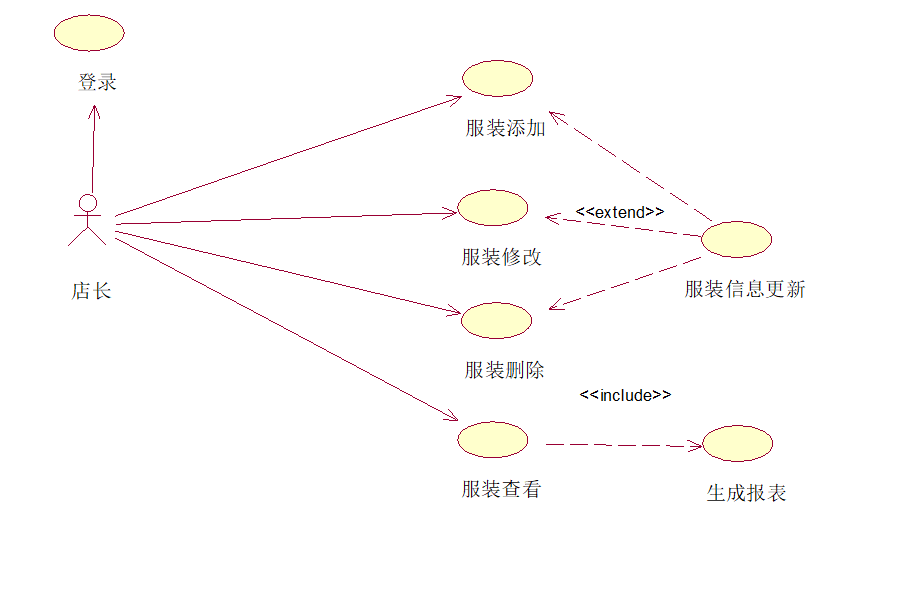 登录
服装添加
<<extend>>
服装修改
服装信息更新
店长
服装删除
<<include>>
服装查看
生成报表